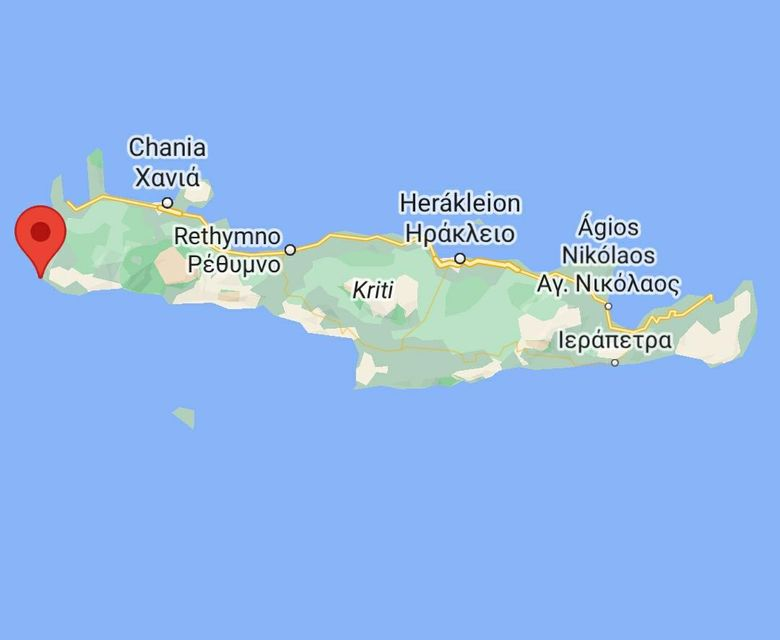 Chania
Χανιά
Herákleion
Ηράκλειο
Rethymno
Ρέθυμνο
Ágios
Nikólaos
Αγ. Νικόλαος
Kriti
Ιεράπετρα